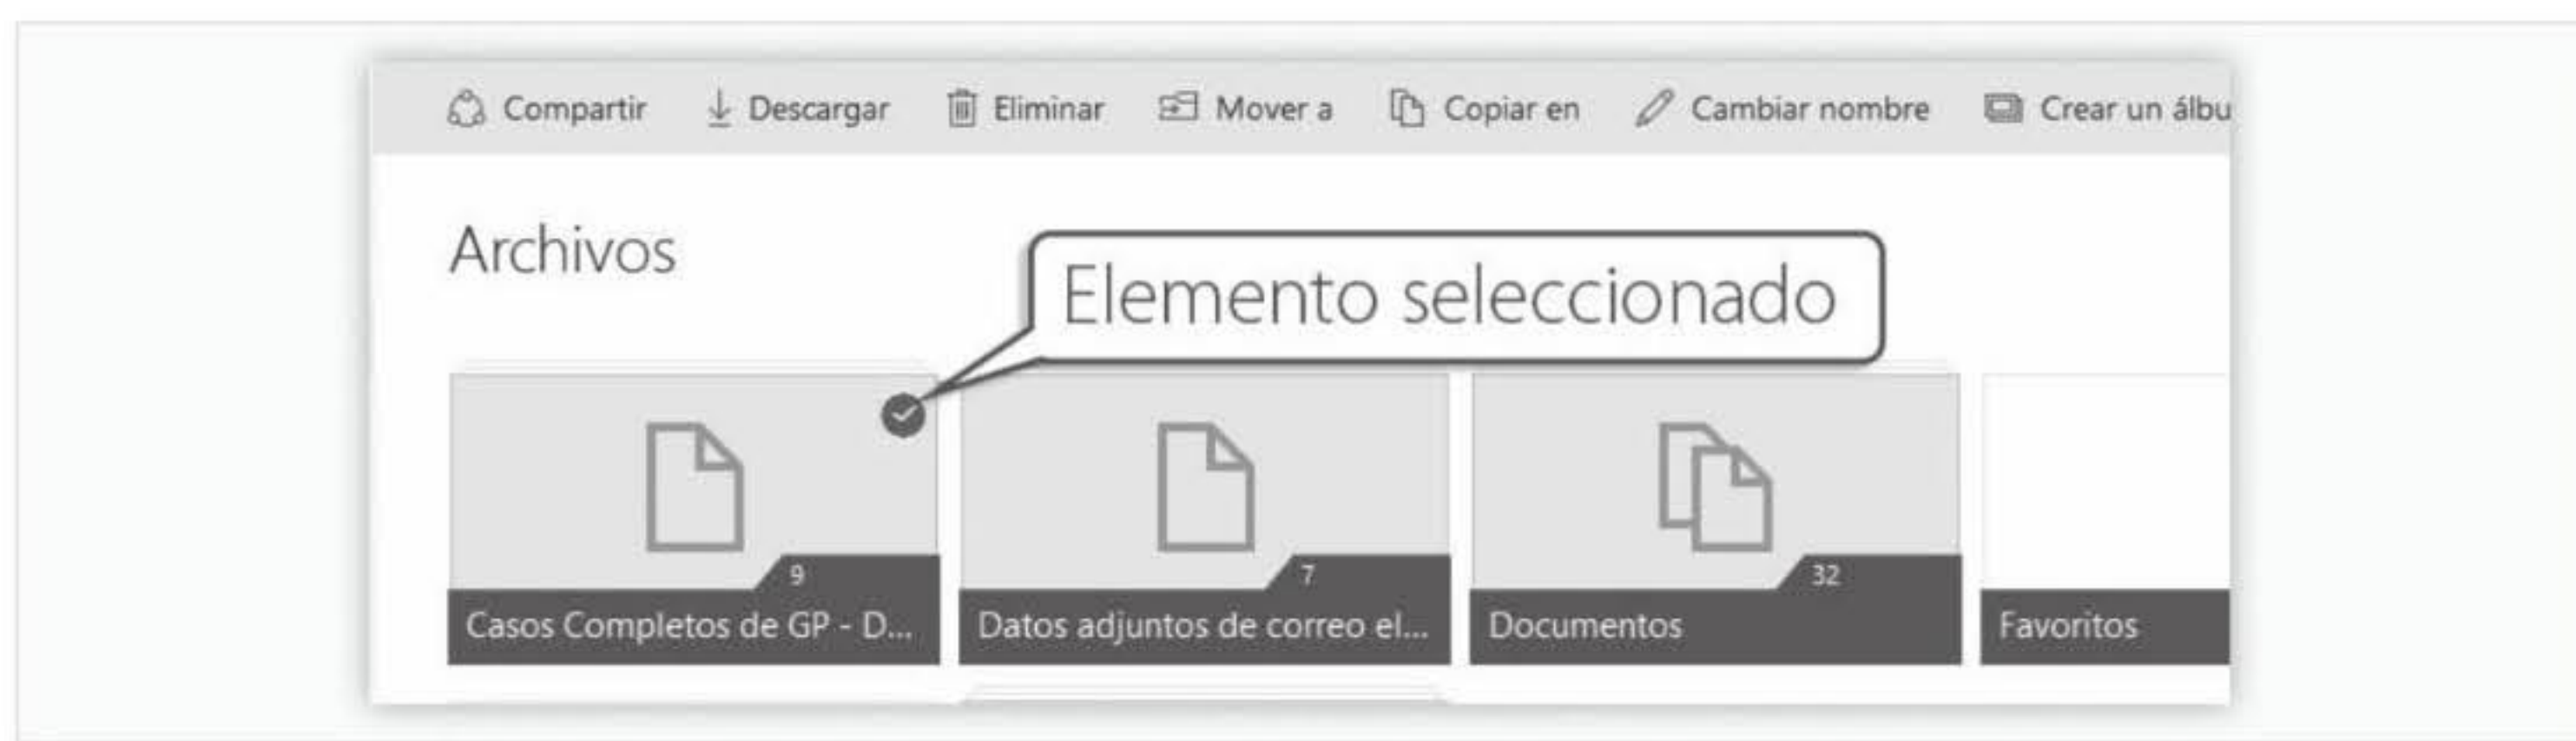 Compartir Descargar Eliminar Mover a Copiar en Cambiar nombre Crear un álbu
Archivos
Elemento seleccionado
9 7 32
Casos Completos de GP - D... Datos adjuntos de correo el... Documentos Favoritos